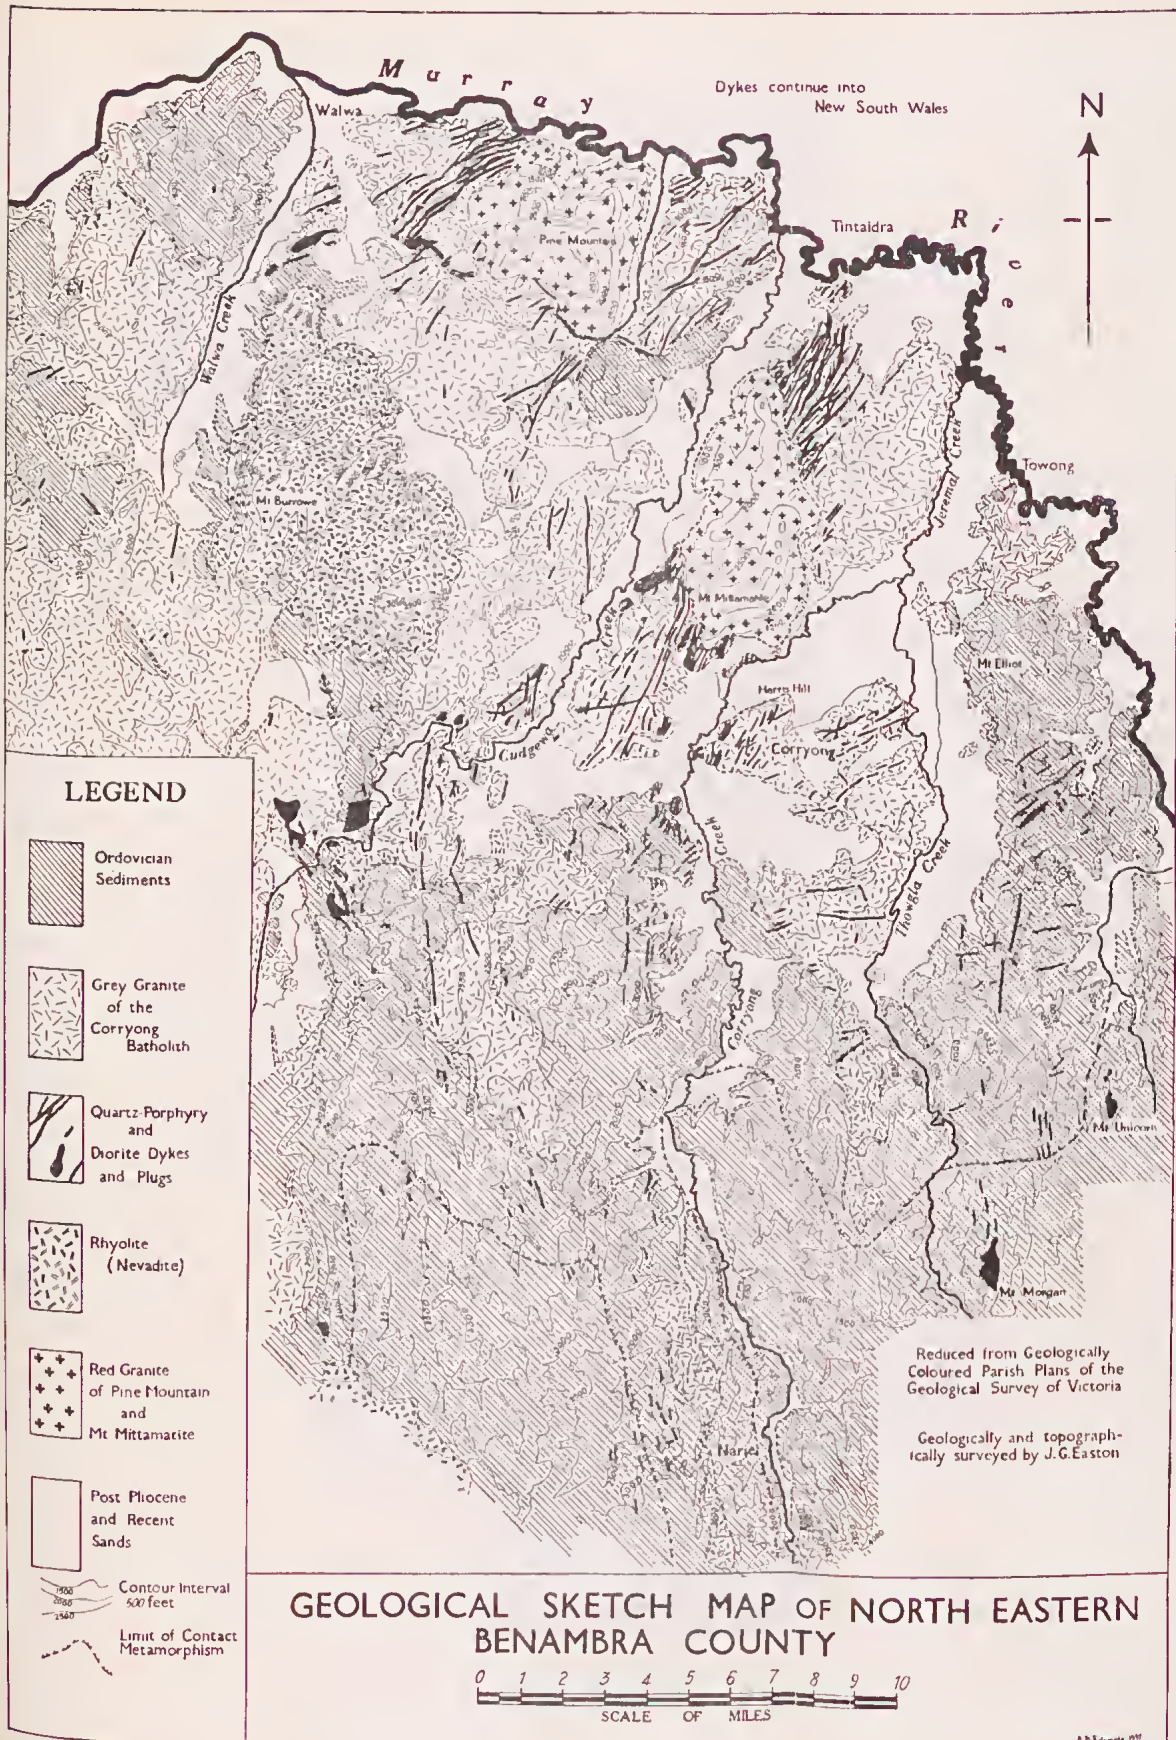 Murray River
Dykes continue into
New South Wales
N
Walwa
Tintaldra
Pine Mountain
Walwa Creek
Jeremal Creek
Towong
Mt Burrowe
Mt Mittamatite
Mt Elliot
Harris Hill
Cudgewa Creek
Corryong
Corryong Creek
Thowgla Creek
Mt Unicorn
Mt Morgan
Nariel
LEGEND
Ordovician
Sediments
Grey Granite
of the
Corryong
Batholith
Quartz-Porphyry
and
Diorite Dykes
and Plugs
Rhyolite
(Nevadite)
Red Granite
of Pine Mountain
and
Mt Mittamatite
Post Pliocene
and Recent
Sands
1500
2000
2500
Contour Interval
500 feet
Limit of Contact
Metamorphism
Reduced from Geologically
Coloured Parish Plans of the
Geological Survey of Victoria
Geologically and topograph-
ically surveyed by J.G.Easton
GEOLOGICAL SKETCH MAP OF NORTH EASTERN
BENAMBRA COUNTY
0 1 2 3 4 5 6 7 8 9 10
SCALE OF MILES